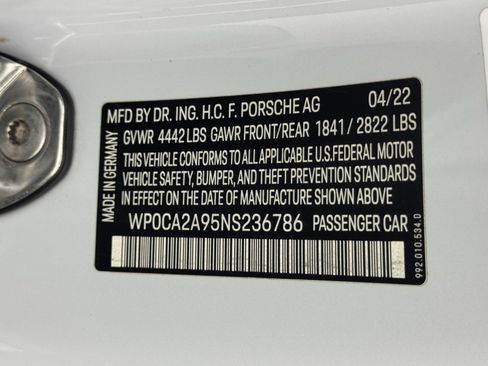 MFD BY DR. ING. H.C. F. PORSCHE AG 04/22
GVWR 4442 LBS GAWR FRONT/REAR 1841 / 2822 LBS
THIS VEHICLE CONFORMS TO ALL APPLICABLE U.S. FEDERAL MOTOR
VEHICLE SAFETY, BUMPER, AND THEFT PREVENTION STANDARDS
IN EFFECT ON THE DATE OF MANUFACTURE SHOWN ABOVE.
WP0CA2A95NS236786 PASSENGER CAR
MADE IN GERMANY
992.010.534.D